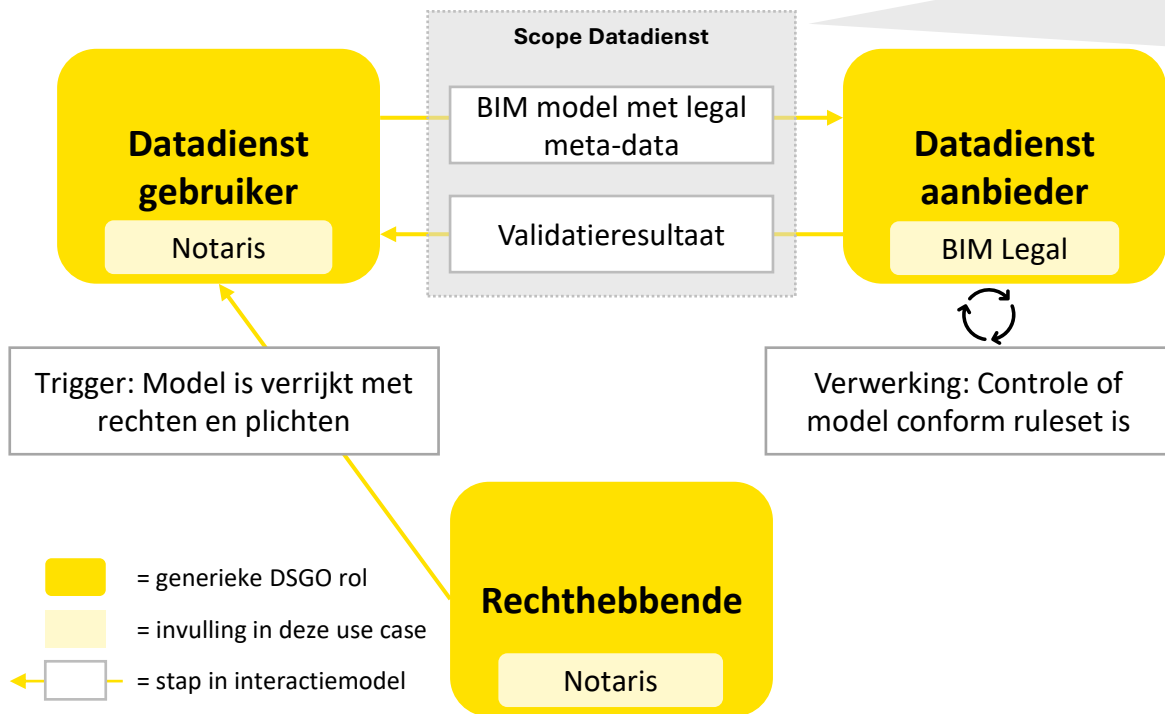 Scope Datadienst
Datadienst
gebruiker
Notaris
BIM model met legal
meta-data
Validatieresultaat
Datadienst
aanbieder
BIM Legal
Trigger: Model is verrijkt met
rechten en plichten
Verwerking: Controle of
model conform ruleset is
Rechthebbende
Notaris
= generieke DSGO rol
= invulling in deze use case
= stap in interactiemodel